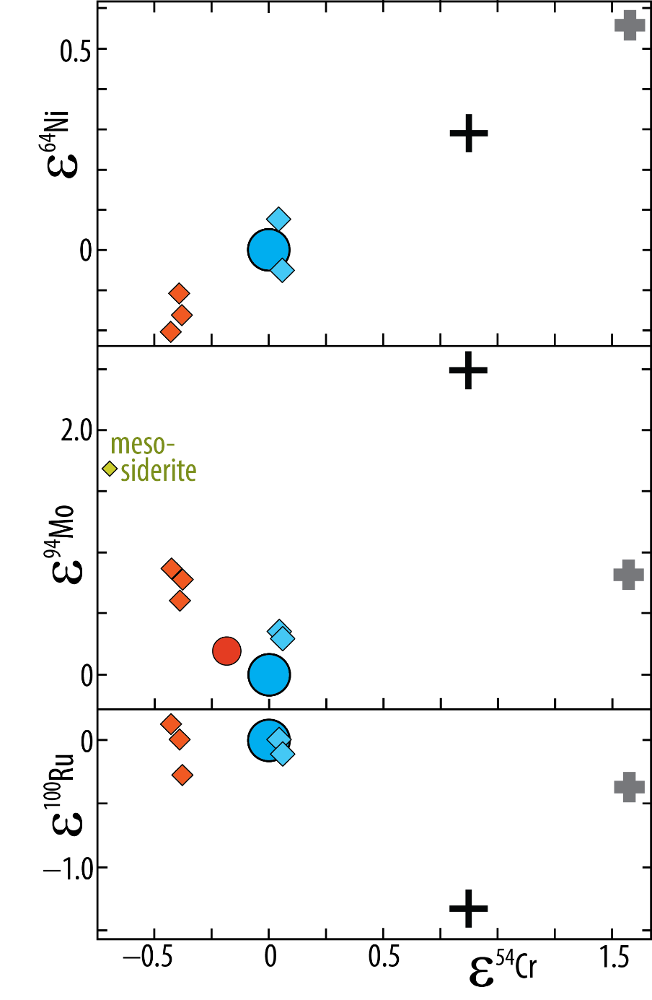 0.5
ε64Ni
0
2.0
meso-
siderite
ε94Mo
0
0
ε100Ru
–1.0
–0.5
0
0.5
ε54Cr
1.5